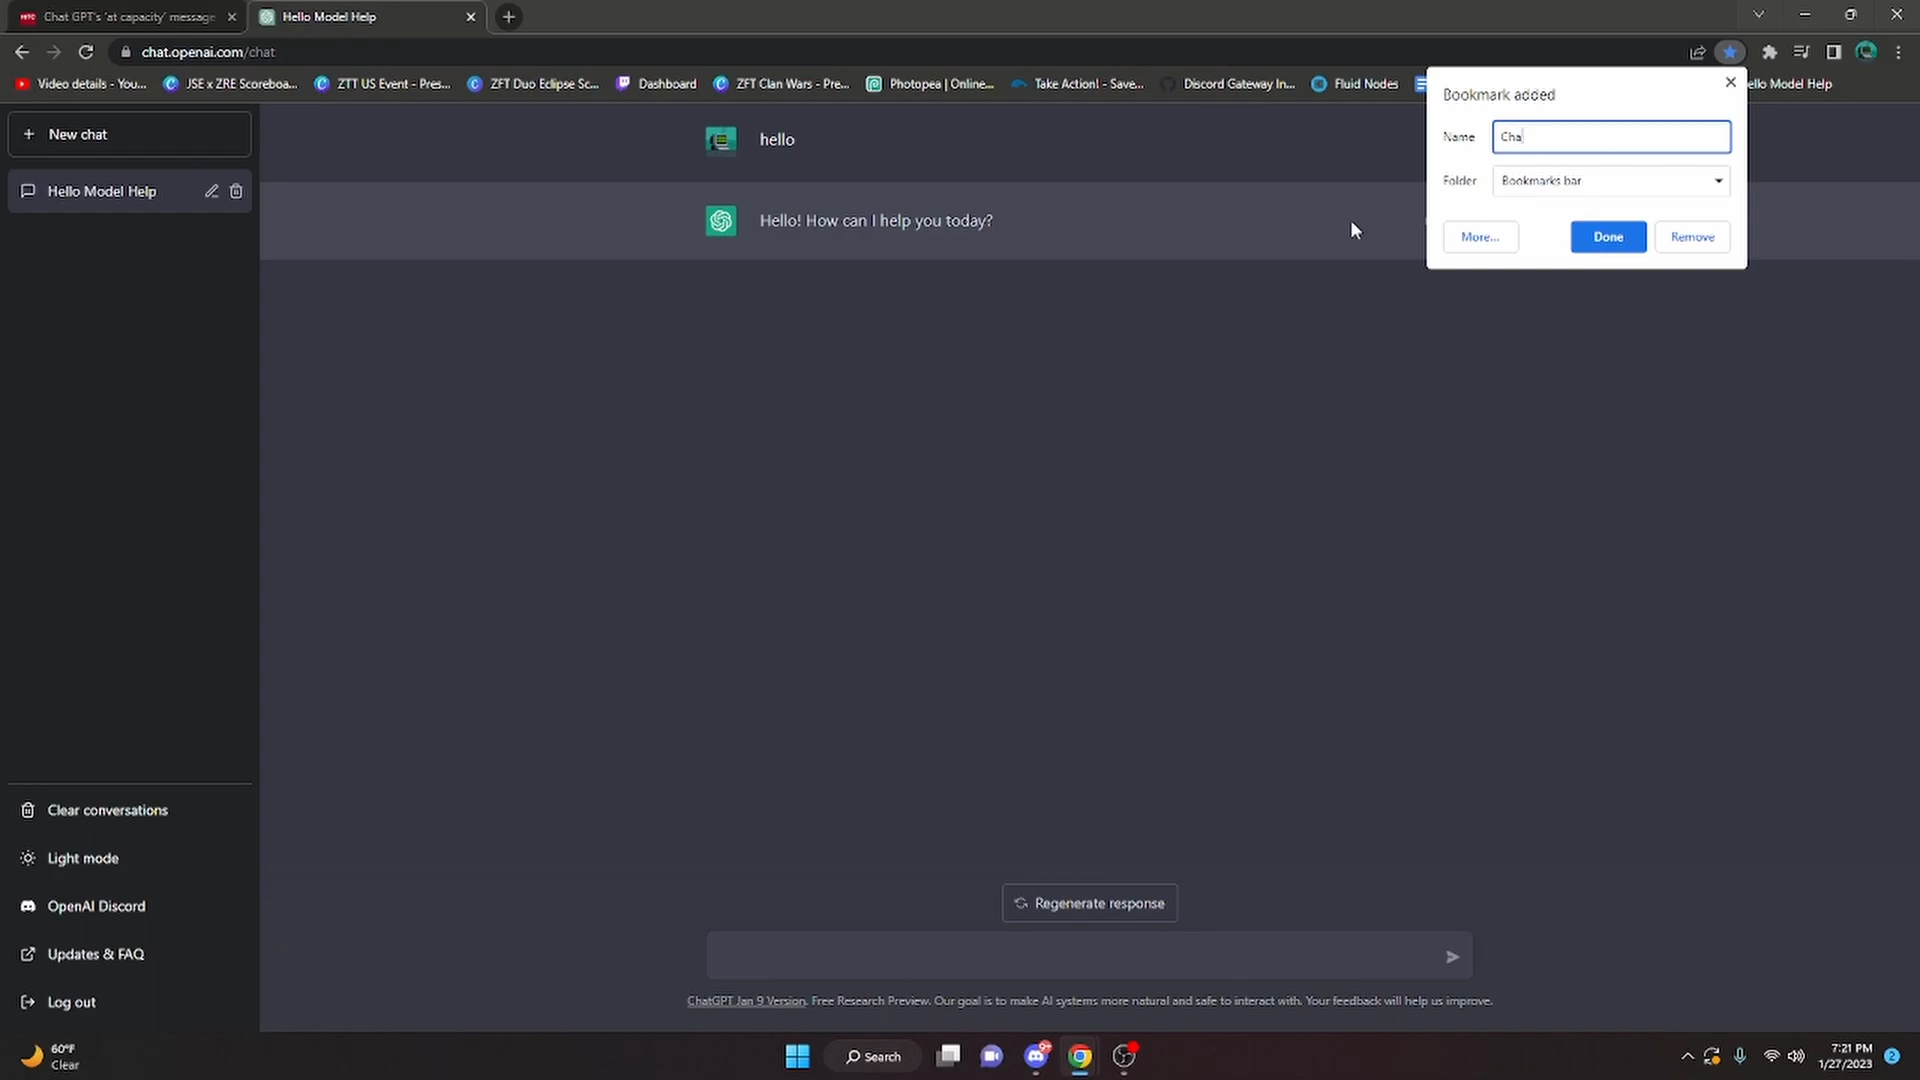 Chat GPT's 'at capacity' message
Hello Model Help
chat.openai.com/chat
Video details - You...
JSE x ZRE Scoreboa...
ZTT US Event - Pres...
ZFT Duo Eclipse Sc...
Dashboard
ZFT Clan Wars - Pre...
Photopea | Online...
Take Action! - Save...
Discord Gateway In...
Fluid Nodes
ello Model Help
Bookmark added
Name
Cha
Folder
Bookmarks bar
More...
Done
Remove
+ New chat
Hello Model Help
hello
Hello! How can I help you today?
Clear conversations
Light mode
OpenAI Discord
Updates & FAQ
Log out
Regenerate response
ChatGPT Jan 9 Version. Free Research Preview. Our goal is to make AI systems more natural and safe to interact with. Your feedback will help us improve.
60°F
Clear
Search
9+
7:21 PM
1/27/2023
2